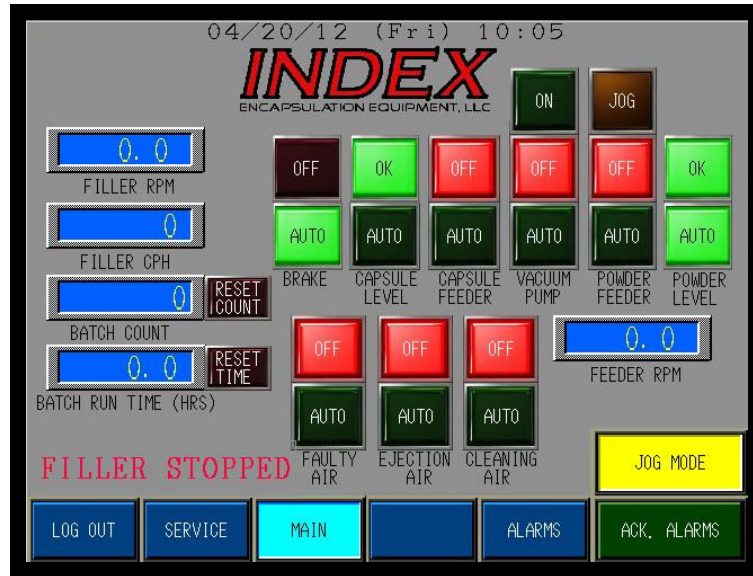 04/20/12 (Fri) 10:05
INDEX
ENCAPSULATION EQUIPMENT, LLC
ON JOG
0.0
FILLER RPM
OFF OK OFF OFF OFF OK
0
FILLER CPH
AUTO AUTO AUTO AUTO AUTO AUTO
BRAKE CAPSULE LEVEL CAPSULE FEEDER VACUUM PUMP POWDER FEEDER POWDER LEVEL
0 RESET COUNT
BATCH COUNT
0.0 RESET TIME
BATCH RUN TIME (HRS)
OFF OFF OFF
0.0
FEEDER RPM
AUTO AUTO AUTO
FAULTY AIR EJECTION AIR CLEANING AIR
FILLER STOPPED
JOG MODE
LOG OUT SERVICE MAIN ALARMS ACK. ALARMS